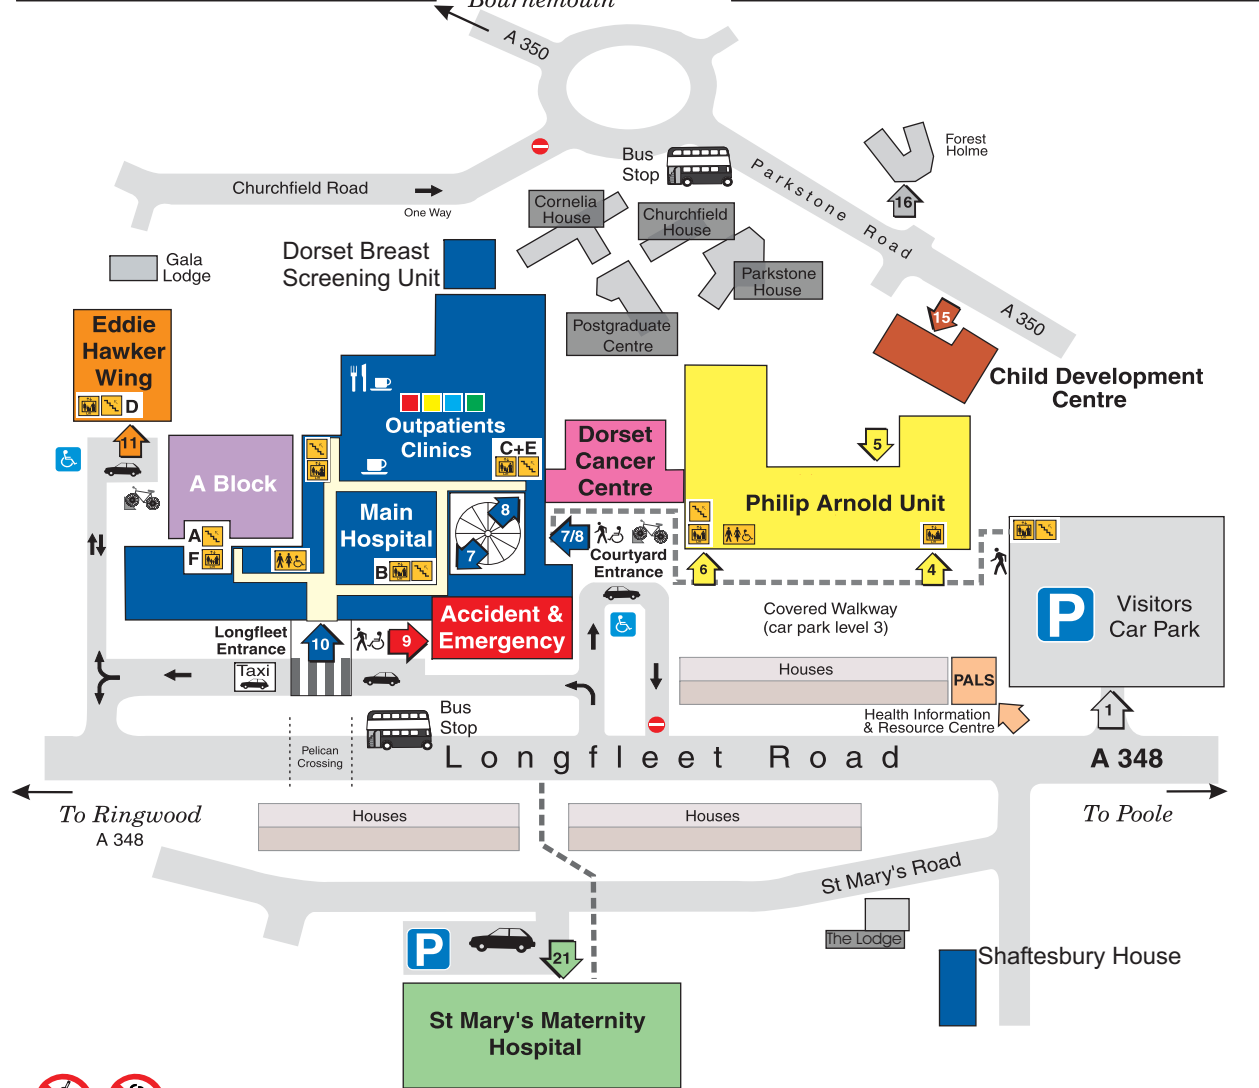 Bournemouth
A 350
Bus
Stop
Forest
Holme
16
Parkstone Road
Churchfield Road
One Way
Cornelia
House
Churchfield
House
Parkstone
House
Postgraduate
Centre
Gala
Lodge
Dorset Breast
Screening Unit
A 350
15
Child Development
Centre
Eddie
Hawker
Wing
D
11
A Block
A
F
Outpatients
Clinics
C+E
Main
Hospital
B
8
7
Dorset
Cancer
Centre
7/8
Courtyard
Entrance
5
Philip Arnold Unit
6
4
Covered Walkway
(car park level 3)
P
Visitors
Car Park
Accident &
Emergency
Longfleet
Entrance
10
9
Taxi
Houses
PALS
Health Information
& Resource Centre
1
Bus
Stop
Pelican
Crossing
Longfleet Road
A 348
To Ringwood
A 348
To Poole
Houses
Houses
St Mary's Road
The Lodge
Shaftesbury House
P
21
St Mary's Maternity
Hospital